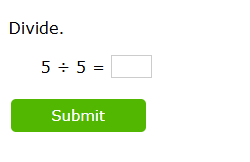 Divide.
5 ÷ 5 =
Submit